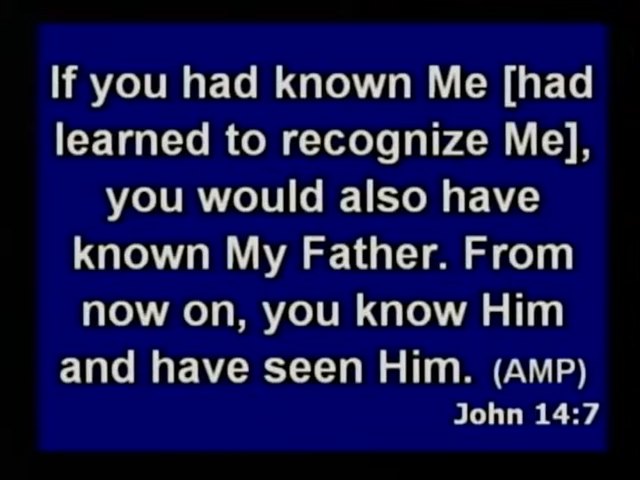 If you had known Me [had
learned to recognize Me],
you would also have
known My Father. From
now on, you know Him
and have seen Him. (AMP)
John 14:7